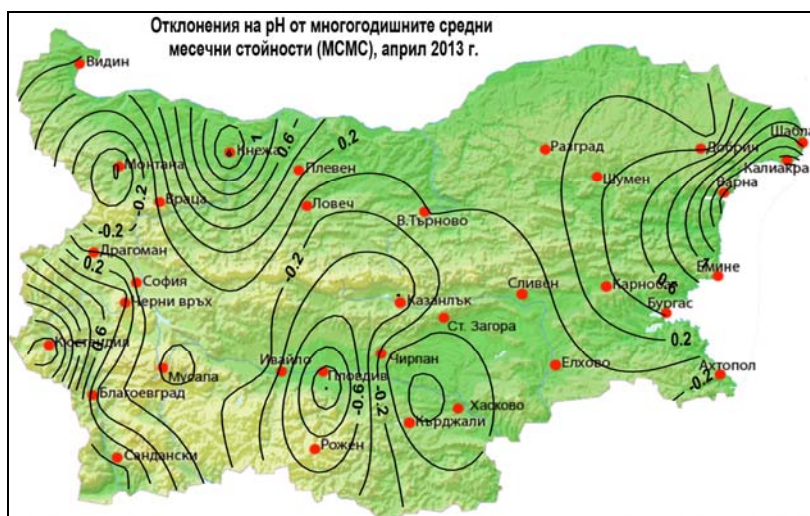 Отклонения на pH от многогодишните средни
месечни стойности (МСМС), април 2013 г.
Видин
Кнежа
1
0.6
0.2
Монтана
0
Плевен
Враца
-0.2
Ловеч
-0.2
Драгоман
0.2
София
Черни връх
0.6
Кюстендил
Мусала
Благоевград
Сандански
-0.2
В.Търново
Казанлък
Ст. Загора
Сливен
Ивайло
Пловдив
Чирпан
-0.6
-0.2
Хасково
Кърджали
Рожен
Разград
Шумен
Добрич
Шабла
Калиакра
Варна
1
Емине
0.6
Карнобат
Бургас
0.2
Елхово
Ахтопол
-0.2